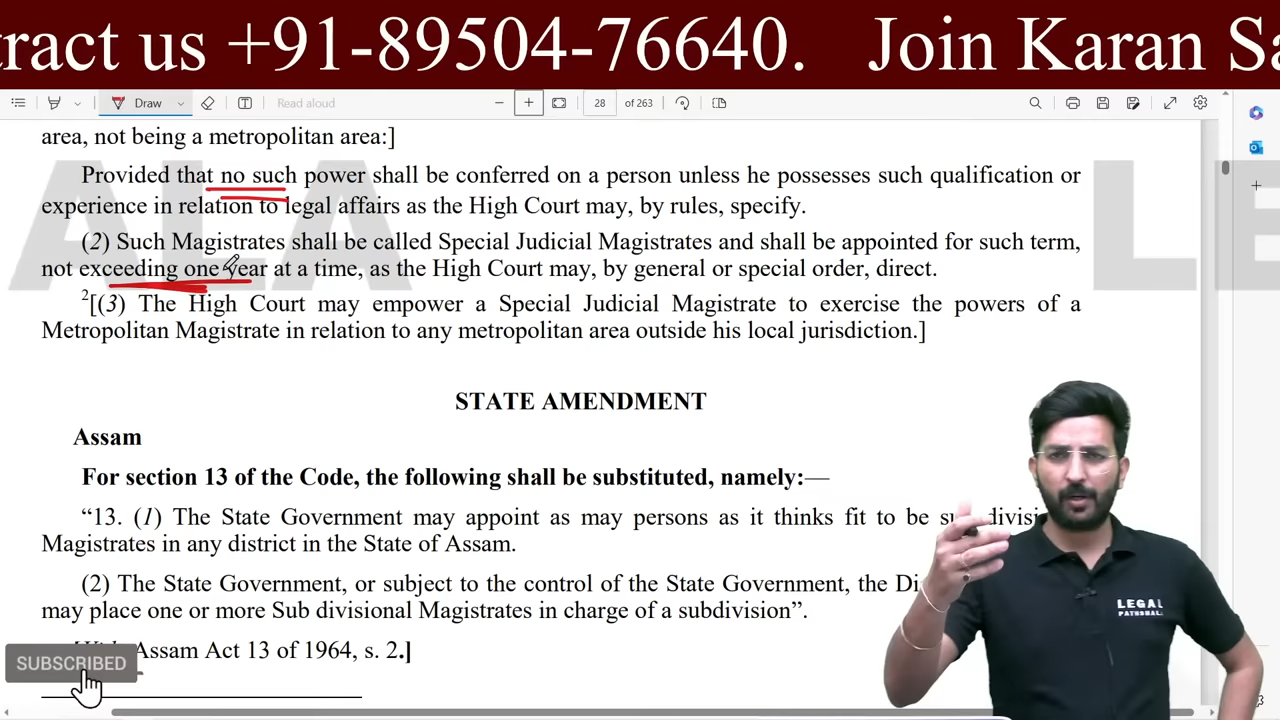 tract us +91-89504-76640. Join Karan Sa
Draw
Read aloud
28 of 263
area, not being a metropolitan area:]
Provided that no such power shall be conferred on a person unless he possesses such qualification or
experience in relation to legal affairs as the High Court may, by rules, specify.
(2) Such Magistrates shall be called Special Judicial Magistrates and shall be appointed for such term,
not exceeding one year at a time, as the High Court may, by general or special order, direct.
2[(3) The High Court may empower a Special Judicial Magistrate to exercise the powers of a
Metropolitan Magistrate in relation to any metropolitan area outside his local jurisdiction.]
ALA LE
STATE AMENDMENT
Assam
For section 13 of the Code, the following shall be substituted, namely:—
“13. (1) The State Government may appoint as may persons as it thinks fit to be
Magistrates in any district in the State of Assam.
(2) The State Government, or subject to the control of the State Government, the Di
may place one or more Sub divisional Magistrates in charge of a subdivision”.
Assam Act 13 of 1964, s. 2.]
SUBSCRIBED
LEGAL
PATHSHALA